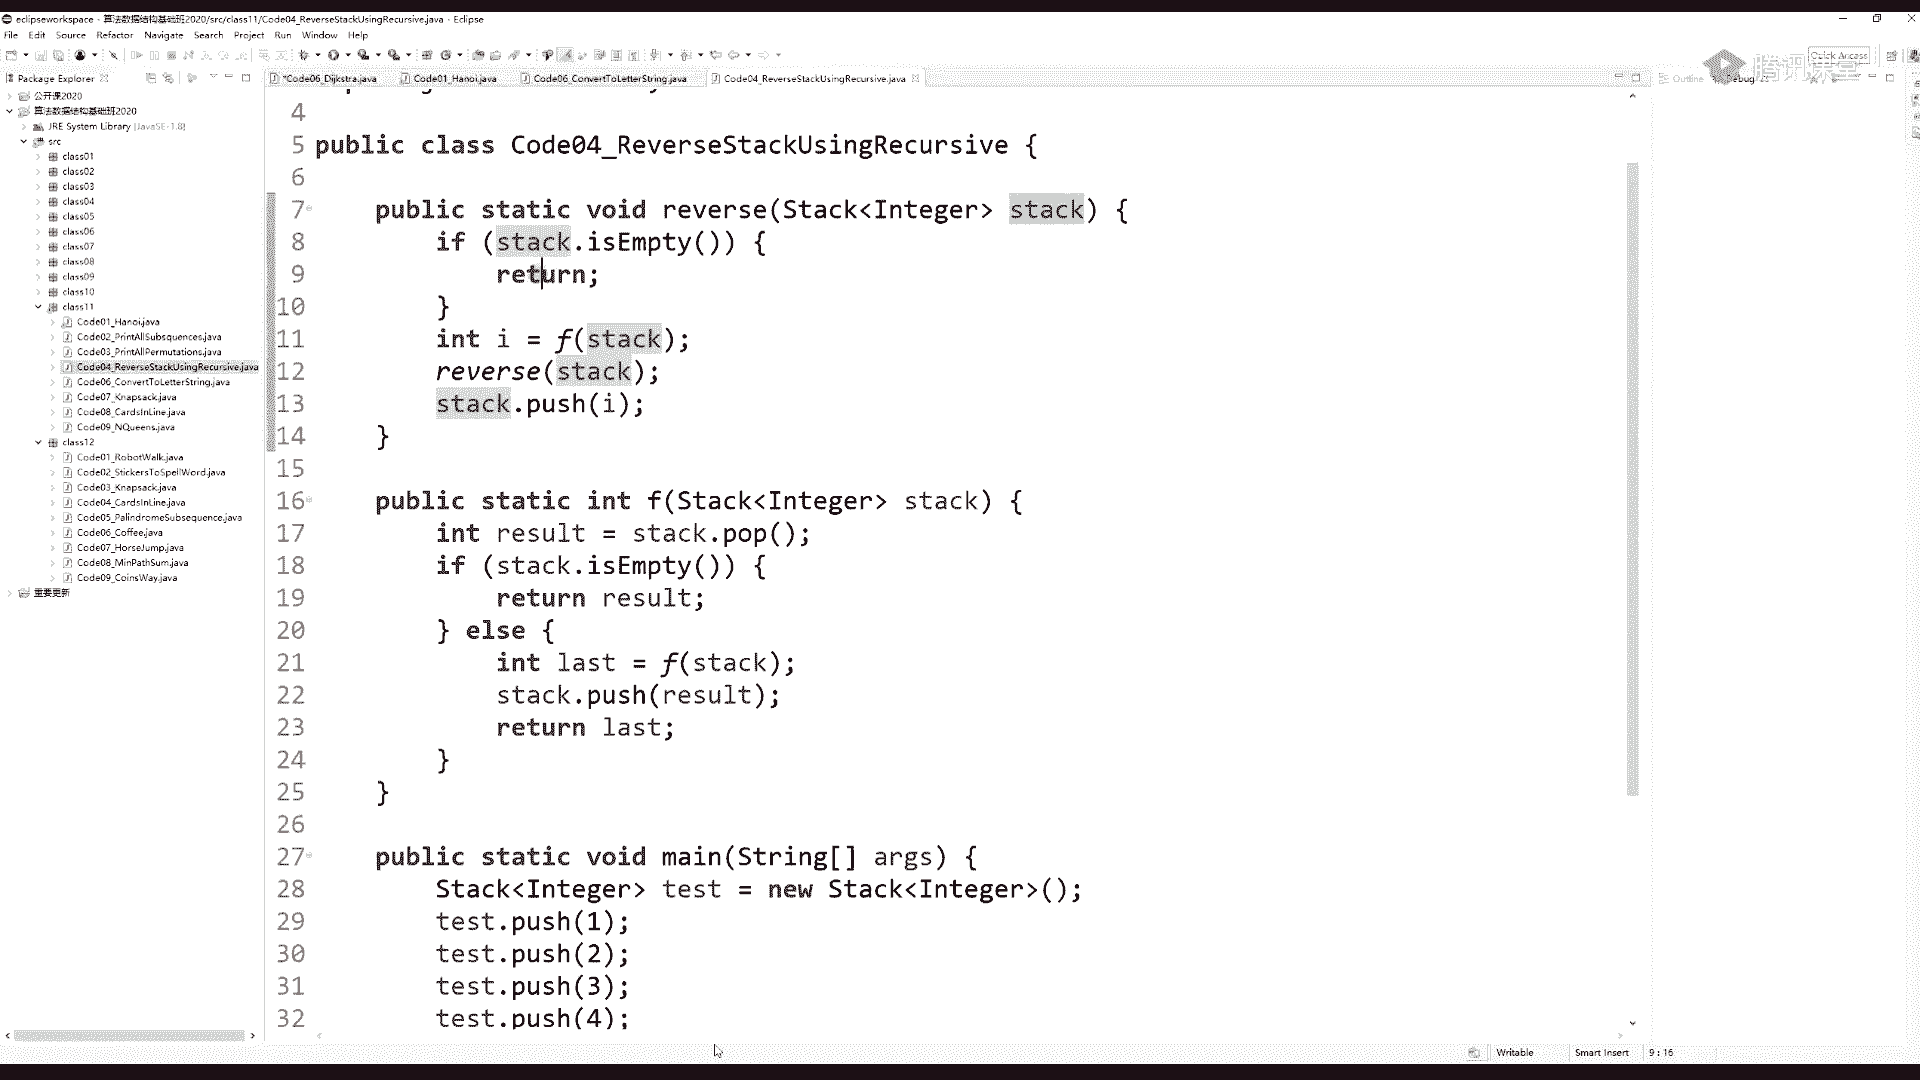 eclipseworkspace - 算法数据结构基础班2020/src/class11/Code04_ReverseStackUsingRecursive.java - Eclipse
File Edit Source Refactor Navigate Search Project Run Window Help
Quick Access
腾讯课堂
Package Explorer
*Code06_Dijkstra.java
Code01_Hanoi.java
Code06_ConvertToLetterString.java
Code04_ReverseStackUsingRecursive.java
Outline
Debug
公开课2020
算法数据结构基础班2020
JRE System Library [JavaSE-1.8]
src
class01
class02
class03
class04
class05
class06
class07
class08
class09
class10
class11
Code01_Hanoi.java
Code02_PrintAllSubsquences.java
Code03_PrintAllPermutations.java
Code04_ReverseStackUsingRecursive.java
Code06_ConvertToLetterString.java
Code07_Knapsack.java
Code08_CardsInLine.java
Code09_NQueens.java
class12
Code01_RobotWalk.java
Code02_StickersToSpellWord.java
Code03_Knapsack.java
Code04_CardsInLine.java
Code05_PalindromeSubsequence.java
Code06_Coffee.java
Code07_HorseJump.java
Code08_MinPathSum.java
Code09_CoinsWay.java
重要更新
4
5 public class Code04_ReverseStackUsingRecursive {
6
7 public static void reverse(Stack<Integer> stack) {
8 if (stack.isEmpty()) {
9 return;
10 }
11 int i = f(stack);
12 reverse(stack);
13 stack.push(i);
14 }
15
16 public static int f(Stack<Integer> stack) {
17 int result = stack.pop();
18 if (stack.isEmpty()) {
19 return result;
20 } else {
21 int last = f(stack);
22 stack.push(result);
23 return last;
24 }
25 }
26
27 public static void main(String[] args) {
28 Stack<Integer> test = new Stack<Integer>();
29 test.push(1);
30 test.push(2);
31 test.push(3);
32 test.push(4);
Writable Smart Insert 9 : 16